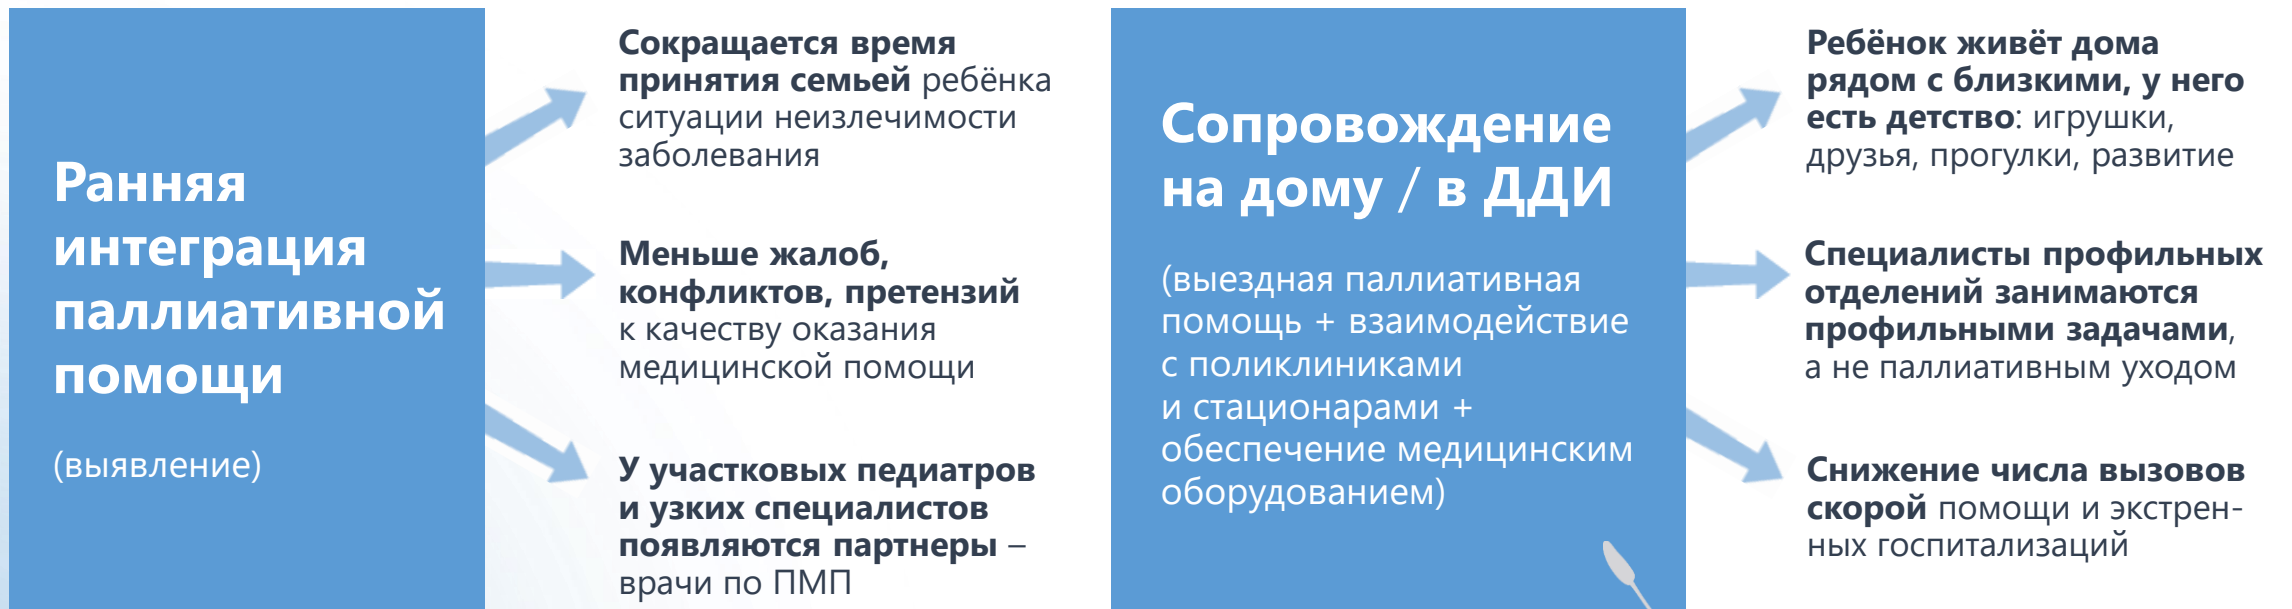 Ранняя
интеграция
паллиативной
помощи
(выявление)
Сокращается время
принятия семьей ребёнка
ситуации неизлечимости
заболевания
Меньше жалоб,
конфликтов, претензий
к качеству оказания
медицинской помощи
У участковых педиатров
и узких специалистов
появляются партнеры –
врачи по ПМП
Сопровождение
на дому / в ДДИ
(выездная паллиативная
помощь + взаимодействие
с поликлиниками
и стационарами +
обеспечение медицинским
оборудованием)
Ребёнок живёт дома
рядом с близкими, у него
есть детство: игрушки,
друзья, прогулки, развитие
Специалисты профильных
отделений занимаются
профильными задачами,
а не паллиативным уходом
Снижение числа вызовов
скорой помощи и экстрен-
ных госпитализаций